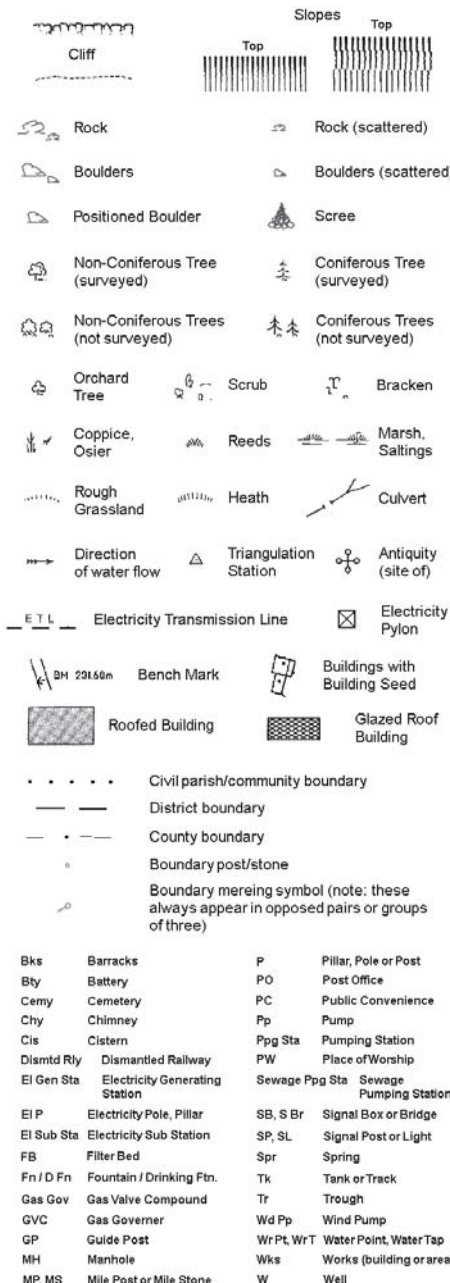 Slopes
Top
Top
Cliff
Rock
Rock (scattered)
Boulders
Boulders (scattered)
Positioned Boulder
Scree
Non-Coniferous Tree
(surveyed)
Coniferous Tree
(surveyed)
Non-Coniferous Trees
(not surveyed)
Coniferous Trees
(not surveyed)
Orchard
Tree
Scrub
Bracken
Coppice,
Osier
Reeds
Marsh,
Saltings
Rough
Grassland
Heath
Culvert
Direction
of water flow
Triangulation
Station
Antiquity
(site of)
E T L Electricity Transmission Line
Electricity
Pylon
BM 231.60m Bench Mark
Buildings with
Building Seed
Roofed Building
Glazed Roof
Building
Civil parish/community boundary
District boundary
County boundary
Boundary post/stone
Boundary mereing symbol (note: these
always appear in opposed pairs or groups
of three)
Bks Barracks P Pillar, Pole or Post
Bty Battery PO Post Office
Cemy Cemetery PC Public Convenience
Chy Chimney Pp Pump
Cis Cistern Ppg Sta Pumping Station
Dismtd Rly Dismantled Railway PW Place of Worship
El Gen Sta Electricity Generating
Station
Sewage Ppg Sta Sewage
Pumping Station
El P Electricity Pole, Pillar SB, S Br Signal Box or Bridge
El Sub Sta Electricity Sub Station SP, SL Signal Post or Light
FB Filter Bed Spr Spring
Fn / D Fn Fountain / Drinking Ftn. Tk Tank or Track
Gas Gov Gas Valve Compound Tr Trough
GVC Gas Governer Wd Pp Wind Pump
GP Guide Post Wr Pt, Wr T Water Point, Water Tap
MH Manhole Wks Works (building or area)
MP, MS Mile Post or Mile Stone W Well